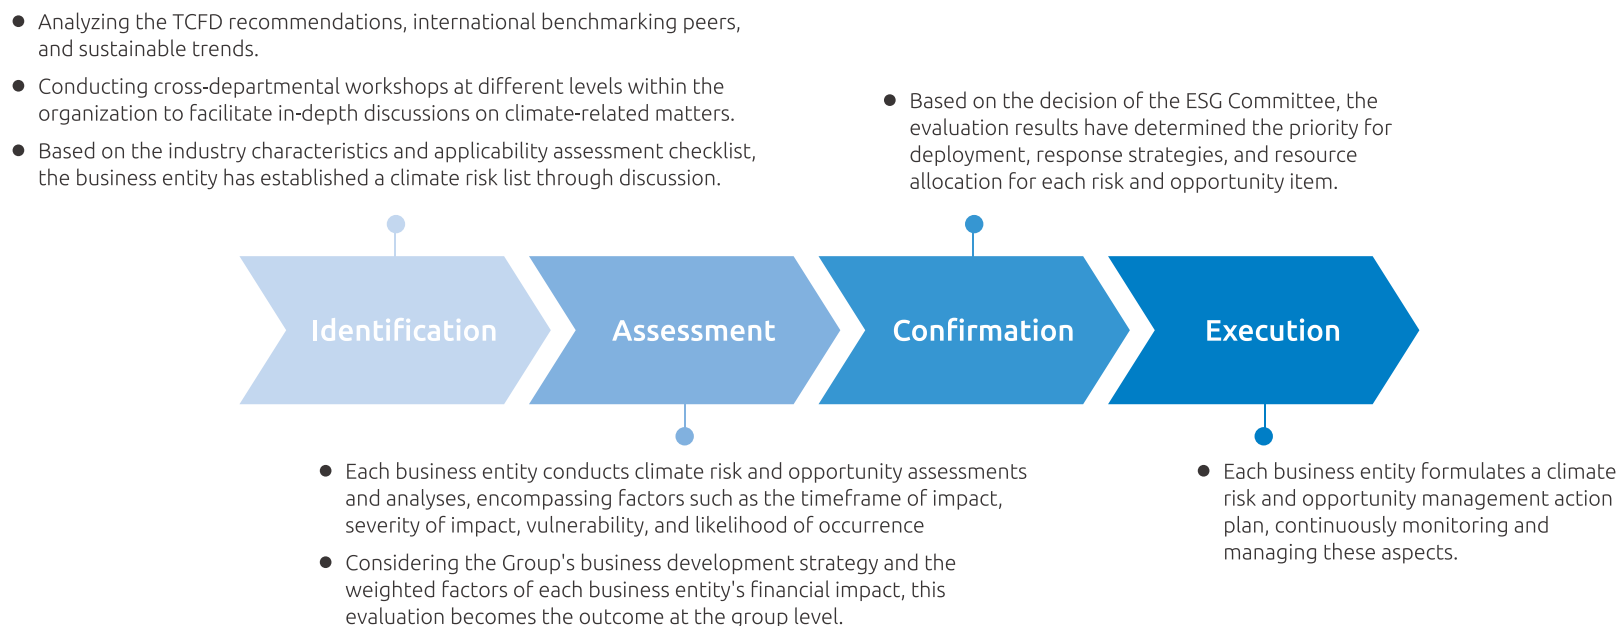 ● Analyzing the TCFD recommendations, international benchmarking peers,
and sustainable trends.
● Conducting cross-departmental workshops at different levels within the
organization to facilitate in-depth discussions on climate-related matters.
● Based on the industry characteristics and applicability assessment checklist,
the business entity has established a climate risk list through discussion.
● Based on the decision of the ESG Committee, the
evaluation results have determined the priority for
deployment, response strategies, and resource
allocation for each risk and opportunity item.
Identification
Assessment
Confirmation
Execution
● Each business entity conducts climate risk and opportunity assessments
and analyses, encompassing factors such as the timeframe of impact,
severity of impact, vulnerability, and likelihood of occurrence
● Considering the Group's business development strategy and the
weighted factors of each business entity's financial impact, this
evaluation becomes the outcome at the group level.
● Each business entity formulates a climate
risk and opportunity management action
plan, continuously monitoring and
managing these aspects.